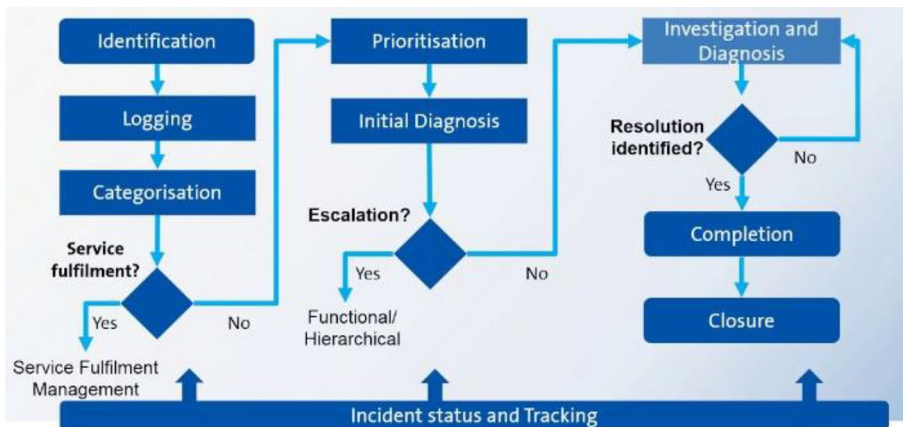 Identification
Logging
Categorisation
Service
fulfilment?
Yes
No
Service Fulfilment
Management
Prioritisation
Initial Diagnosis
Escalation?
Yes
No
Functional/
Hierarchical
Investigation and
Diagnosis
Resolution
identified?
No
Yes
Completion
Closure
Incident status and Tracking